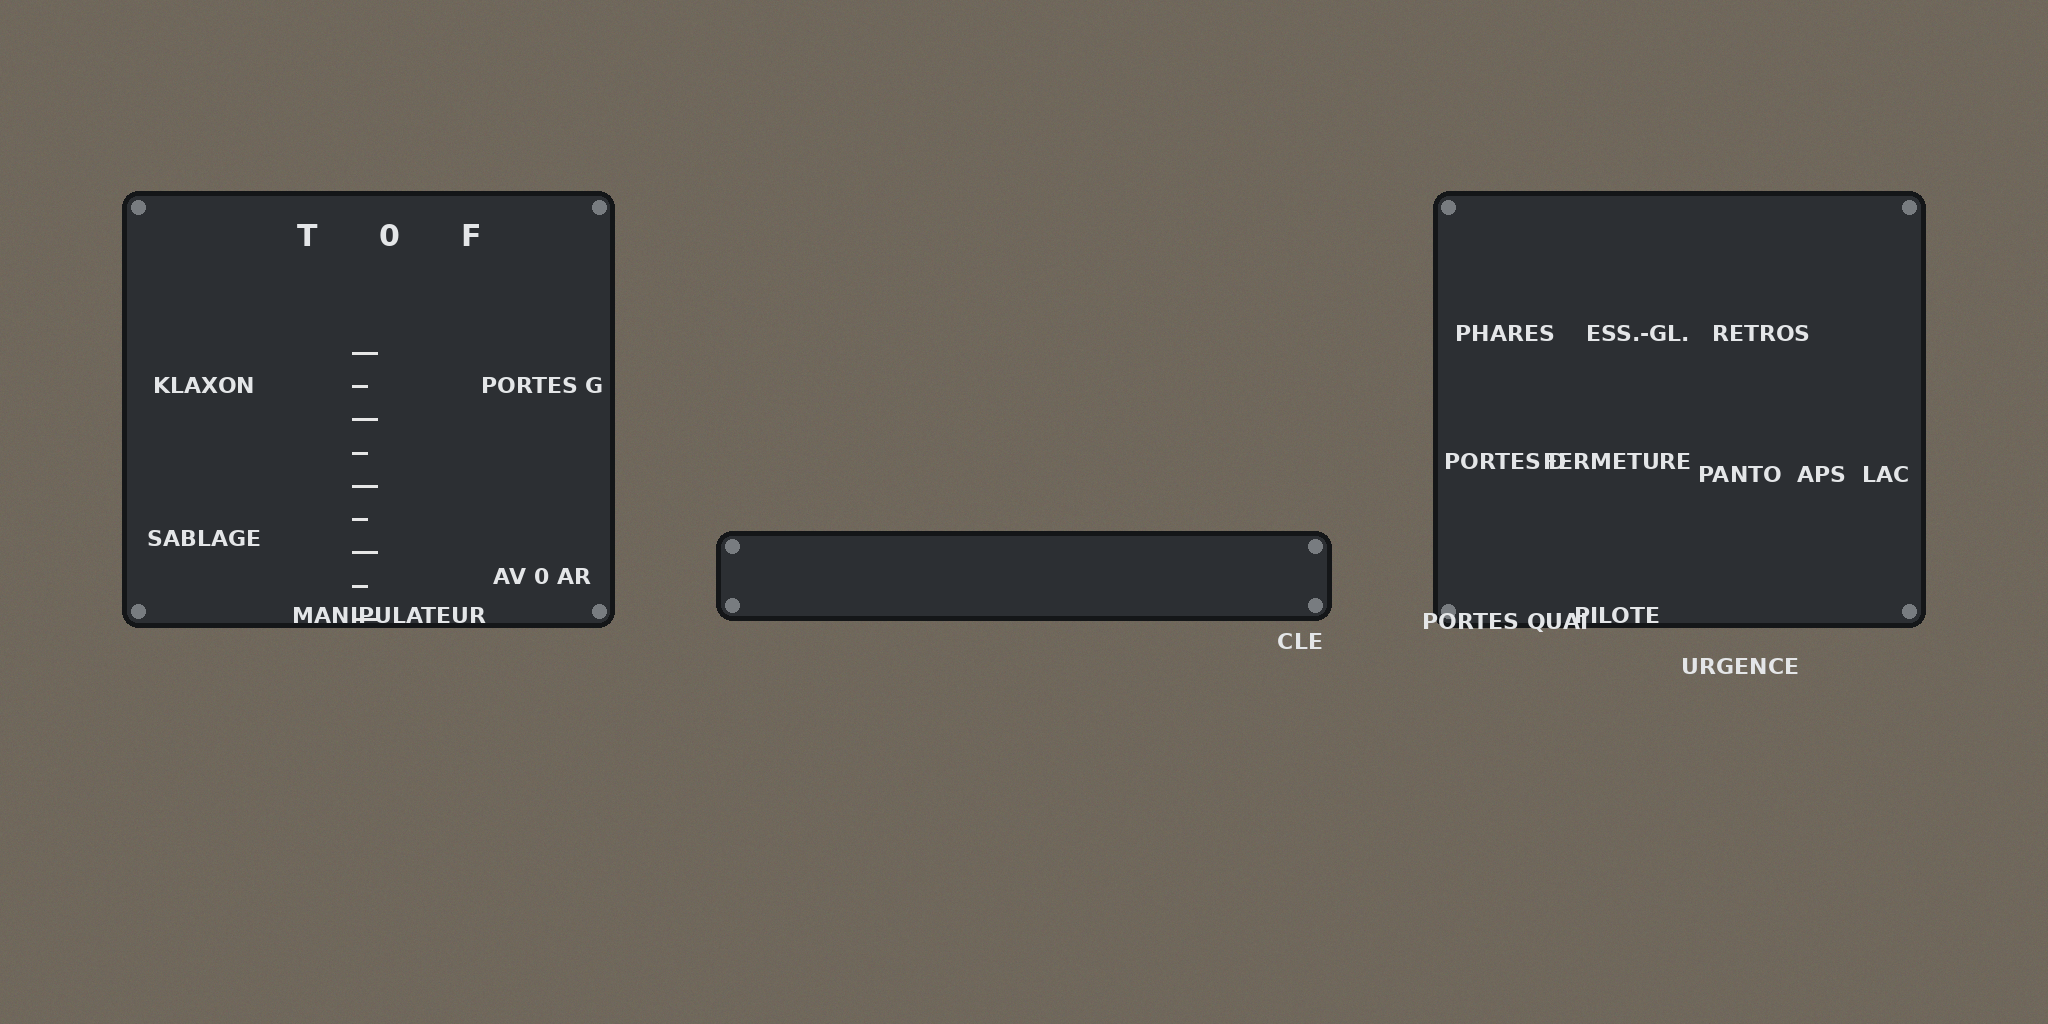 T 0 F
KLAXON
PORTES G
SABLAGE
AV 0 AR
MANIPULATEUR
CLE
PHARES ESS.-GL. RETROS
PORTES D FERMETURE
PANTO APS LAC
PORTES QUAI PILOTE
URGENCE